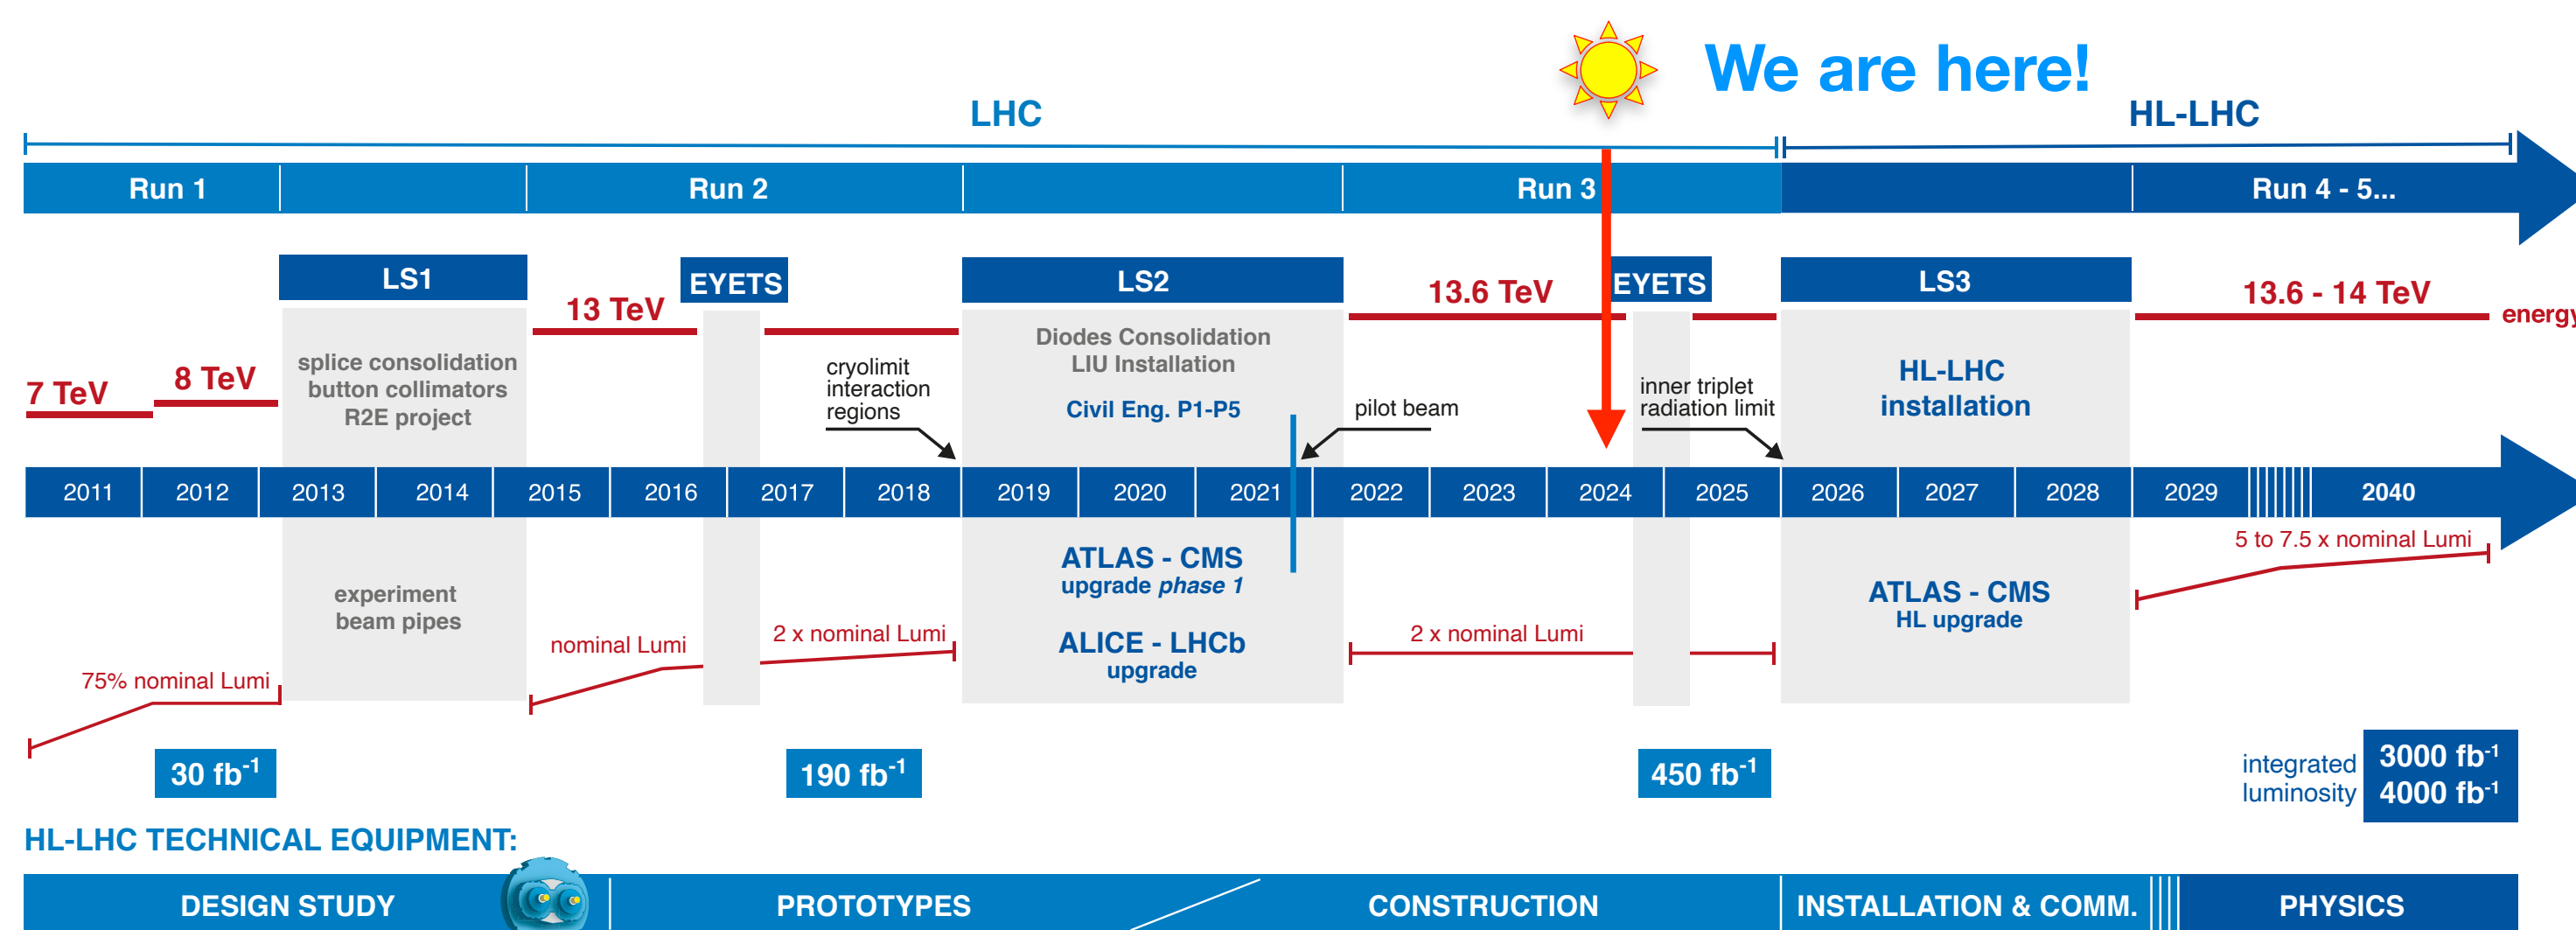 We are here!
LHC
HL-LHC
Run 1
Run 2
Run 3
Run 4 - 5...
LS1
EYETS
LS2
EYETS
LS3
13 TeV
13.6 TeV
13.6 - 14 TeV
energy
7 TeV
8 TeV
splice consolidation
button collimators
R2E project
cryolimit
interaction
regions
Diodes Consolidation
LIU Installation
Civil Eng. P1-P5
pilot beam
inner triplet
radiation limit
HL-LHC
installation
2011
2012
2013
2014
2015
2016
2017
2018
2019
2020
2021
2022
2023
2024
2025
2026
2027
2028
2029
2040
experiment
beam pipes
ATLAS - CMS
upgrade phase 1
ALICE - LHCb
upgrade
ATLAS - CMS
HL upgrade
5 to 7.5 x nominal Lumi
75% nominal Lumi
nominal Lumi
2 x nominal Lumi
2 x nominal Lumi
30 fb⁻¹
190 fb⁻¹
450 fb⁻¹
integrated
luminosity
3000 fb⁻¹
4000 fb⁻¹
HL-LHC TECHNICAL EQUIPMENT:
DESIGN STUDY
PROTOTYPES
CONSTRUCTION
INSTALLATION & COMM.
PHYSICS